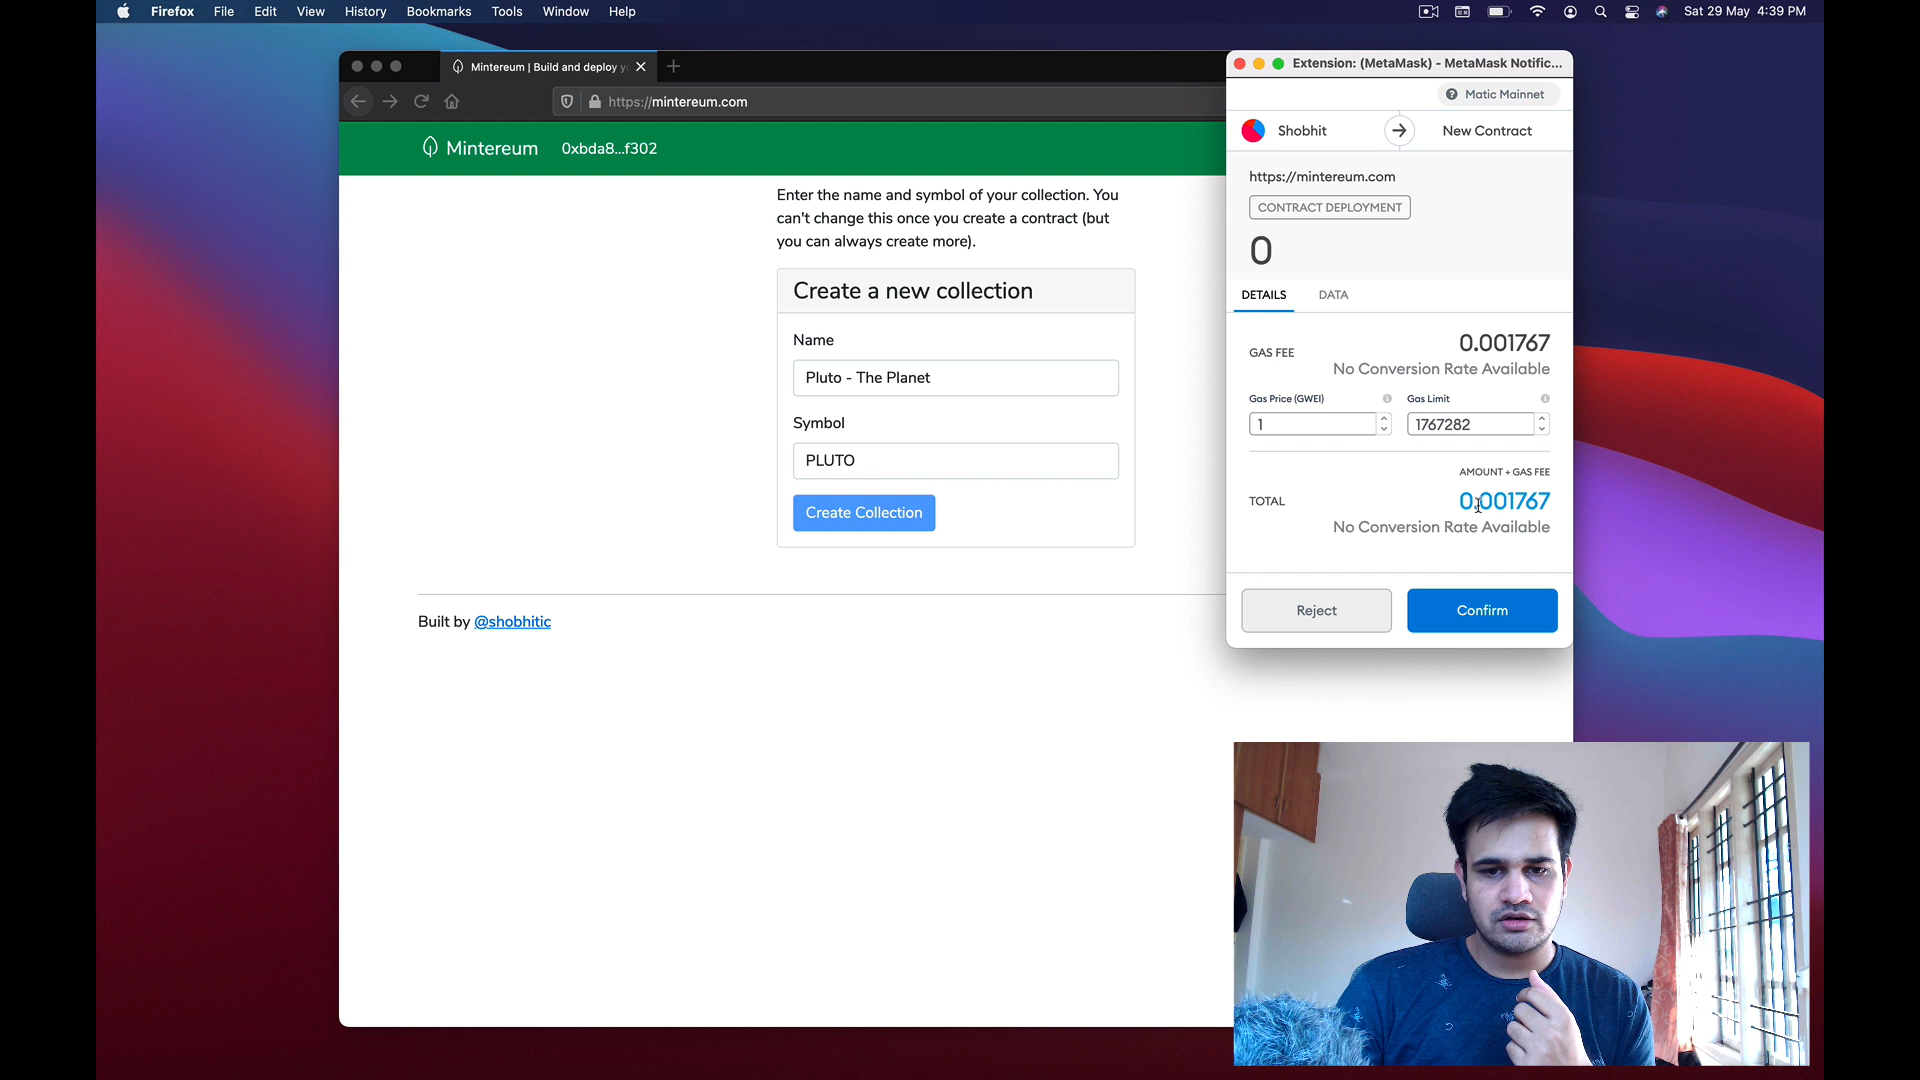 Firefox File Edit View History Bookmarks Tools Window Help Sat 29 May 4:39 PM
Mintereum | Build and deploy y
https://mintereum.com
Mintereum 0xbda8...f302
Enter the name and symbol of your collection. You
can't change this once you create a contract (but
you can always create more).
Create a new collection
Name
Pluto - The Planet
Symbol
PLUTO
Create Collection
Built by @shobhitic
Extension: (MetaMask) - MetaMask Notific...
Matic Mainnet
Shobhit New Contract
https://mintereum.com
CONTRACT DEPLOYMENT
0
DETAILS DATA
GAS FEE 0.001767
No Conversion Rate Available
Gas Price (GWEI) Gas Limit
1 1767282
AMOUNT + GAS FEE
TOTAL 0.001767
No Conversion Rate Available
Reject Confirm